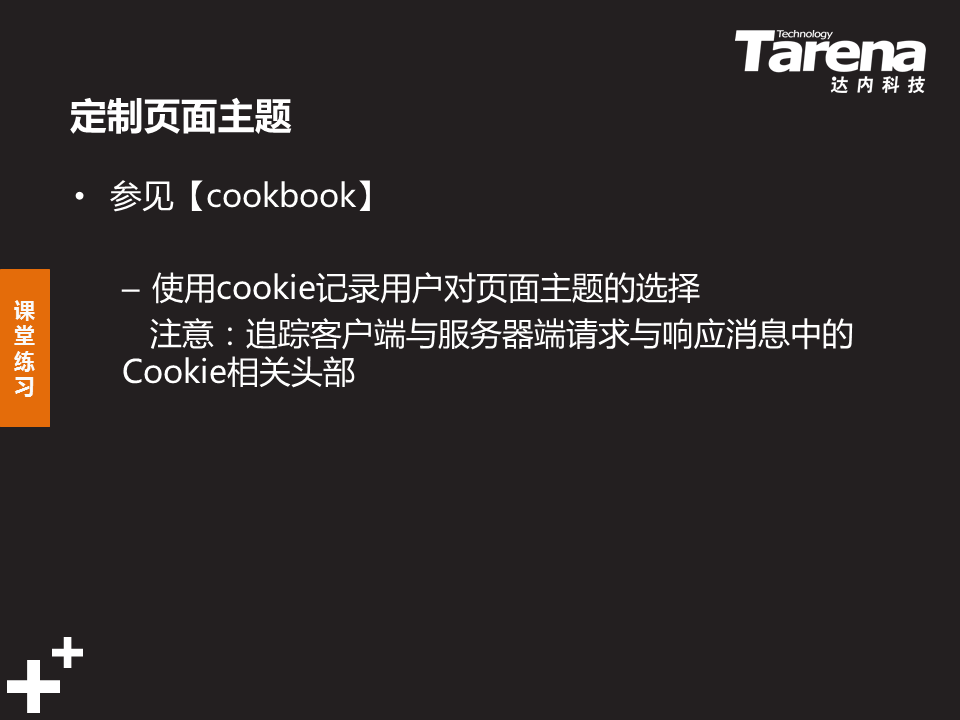 Technology
Tarena
达内科技
定制页面主题
• 参见【cookbook】
– 使用cookie记录用户对页面主题的选择
注意：追踪客户端与服务器端请求与响应消息中的
Cookie相关头部
课
堂
练
习